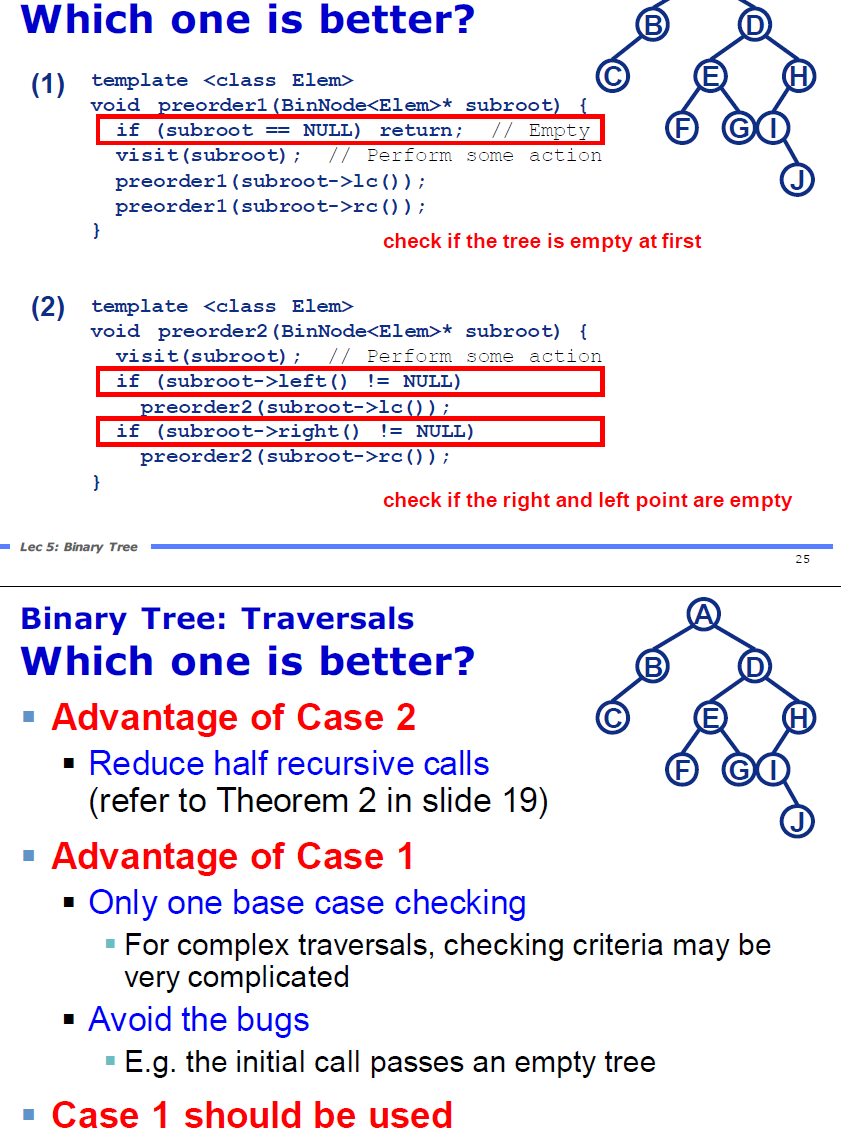 Which one is better?
B D
(1) template <class Elem>
void preorder1(BinNode<Elem>* subroot) {
C E H
if (subroot == NULL) return; // Empty
F G I
visit(subroot); // Perform some action
preorder1(subroot->lc());
J
preorder1(subroot->rc());
}
check if the tree is empty at first
(2) template <class Elem>
void preorder2(BinNode<Elem>* subroot) {
visit(subroot); // Perform some action
if (subroot->left() != NULL)
preorder2(subroot->lc());
if (subroot->right() != NULL)
preorder2(subroot->rc());
}
check if the right and left point are empty
Lec 5: Binary Tree
25
Binary Tree: Traversals
A
Which one is better?
B D
Advantage of Case 2
C E H
Reduce half recursive calls
F G I
(refer to Theorem 2 in slide 19)
J
Advantage of Case 1
Only one base case checking
For complex traversals, checking criteria may be
very complicated
Avoid the bugs
E.g. the initial call passes an empty tree
Case 1 should be used